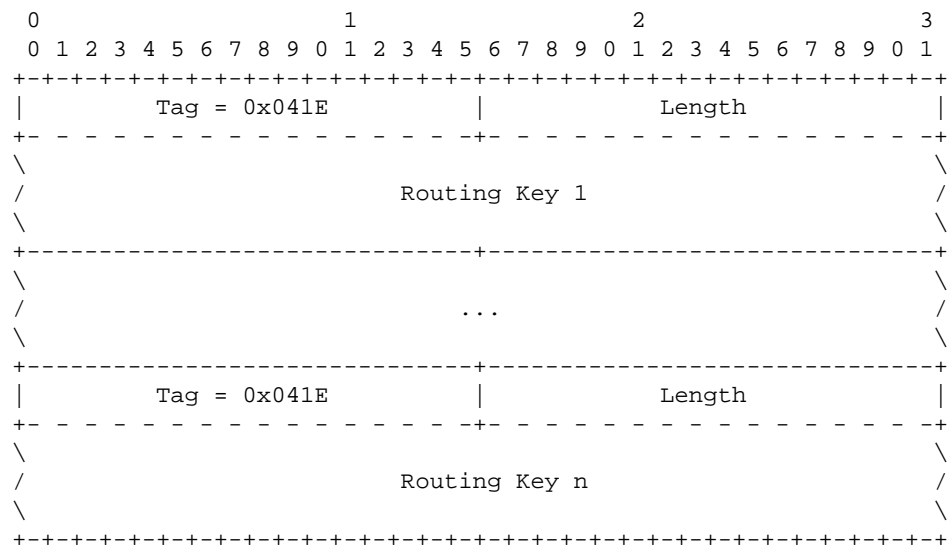 0                   1                   2                   3
 0 1 2 3 4 5 6 7 8 9 0 1 2 3 4 5 6 7 8 9 0 1 2 3 4 5 6 7 8 9 0 1
+-+-+-+-+-+-+-+-+-+-+-+-+-+-+-+-+-+-+-+-+-+-+-+-+-+-+-+-+-+-+-+-+
|         Tag = 0x041E          |            Length             |
+- - - - - - - - - - - - - - - -+- - - - - - - - - - - - - - - -+
\                                                               \
/                          Routing Key 1                        /
\                                                               \
+-------------------------------+-------------------------------+
\                                                               \
/                              ...                              /
\                                                               \
+-------------------------------+-------------------------------+
|         Tag = 0x041E          |            Length             |
+- - - - - - - - - - - - - - - -+- - - - - - - - - - - - - - - -+
\                                                               \
/                          Routing Key n                        /
\                                                               \
+-+-+-+-+-+-+-+-+-+-+-+-+-+-+-+-+-+-+-+-+-+-+-+-+-+-+-+-+-+-+-+-+